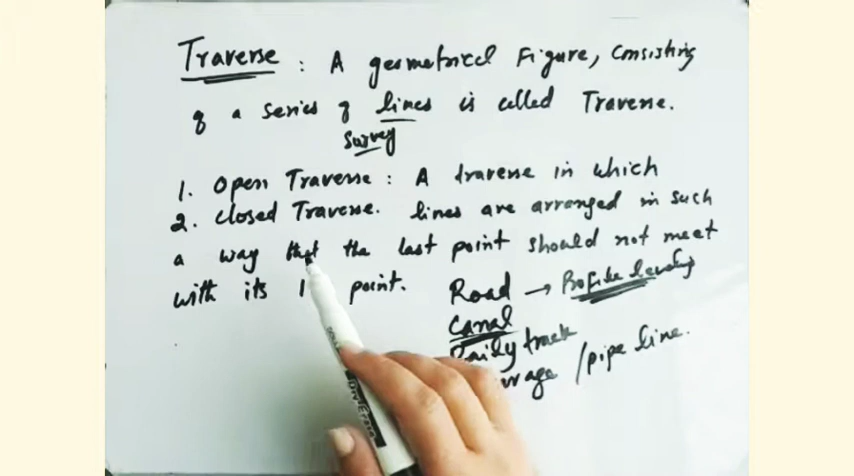 Traverse : A geometrical Figure, Consisting
of a series of lines is called Traverse.
Survey
1. Open Traverse : A traverse in which
2. Closed Traverse. lines are arranged in such
a way that the last point should not meet
with its 1 point.
Road → Profile leveling
Canal
track
/pipe line.